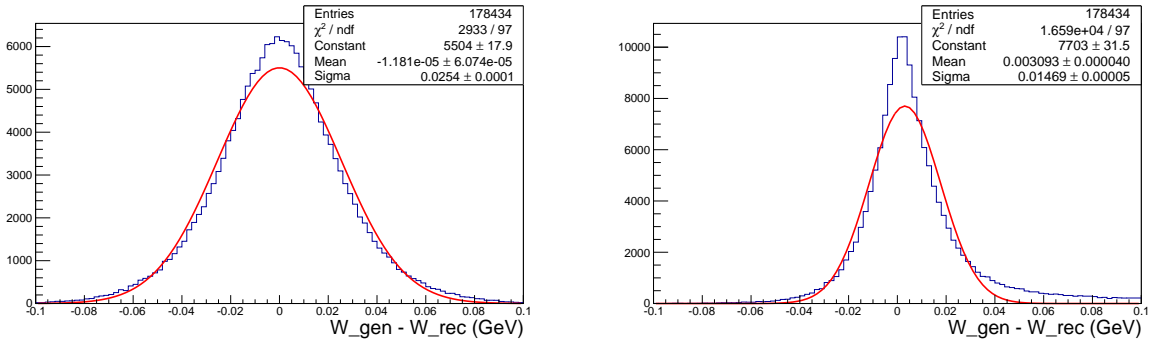 Entries 178434
χ² / ndf 2933 / 97
Constant 5504 ± 17.9
Mean -1.181e-05 ± 6.074e-05
Sigma 0.0254 ± 0.0001
6000
5000
4000
3000
2000
1000
0
-0.1 -0.08 -0.06 -0.04 -0.02 0 0.02 0.04 0.06 0.08 0.1
W_gen - W_rec (GeV)
Entries 178434
χ² / ndf 1.659e+04 / 97
Constant 7703 ± 31.5
Mean 0.003093 ± 0.000040
Sigma 0.01469 ± 0.00005
10000
8000
6000
4000
2000
0
-0.1 -0.08 -0.06 -0.04 -0.02 0 0.02 0.04 0.06 0.08 0.1
W_gen - W_rec (GeV)